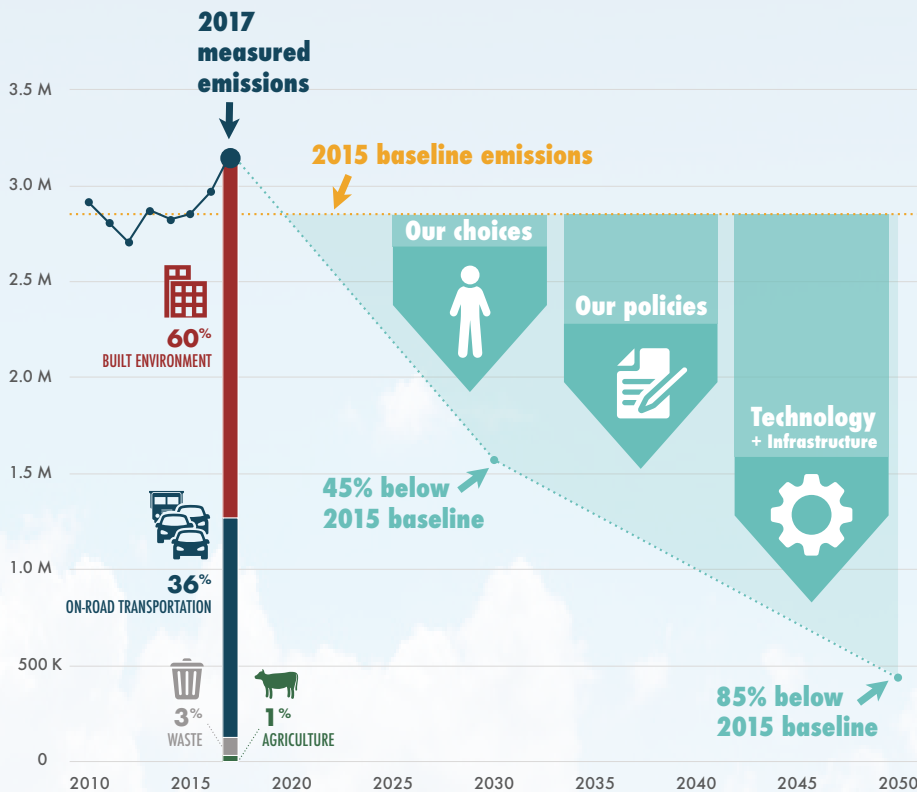 2017
measured
emissions
3.5 M
2015 baseline emissions
3.0 M
Our choices
2.5 M
Our policies
60%
BUILT ENVIRONMENT
2.0 M
Technology
+ Infrastructure
1.5 M
45% below
2015 baseline
1.0 M
36%
ON-ROAD TRANSPORTATION
500 K
3%
WASTE
1%
AGRICULTURE
85% below
2015 baseline
0
2010 2015 2020 2025 2030 2035 2040 2045 2050